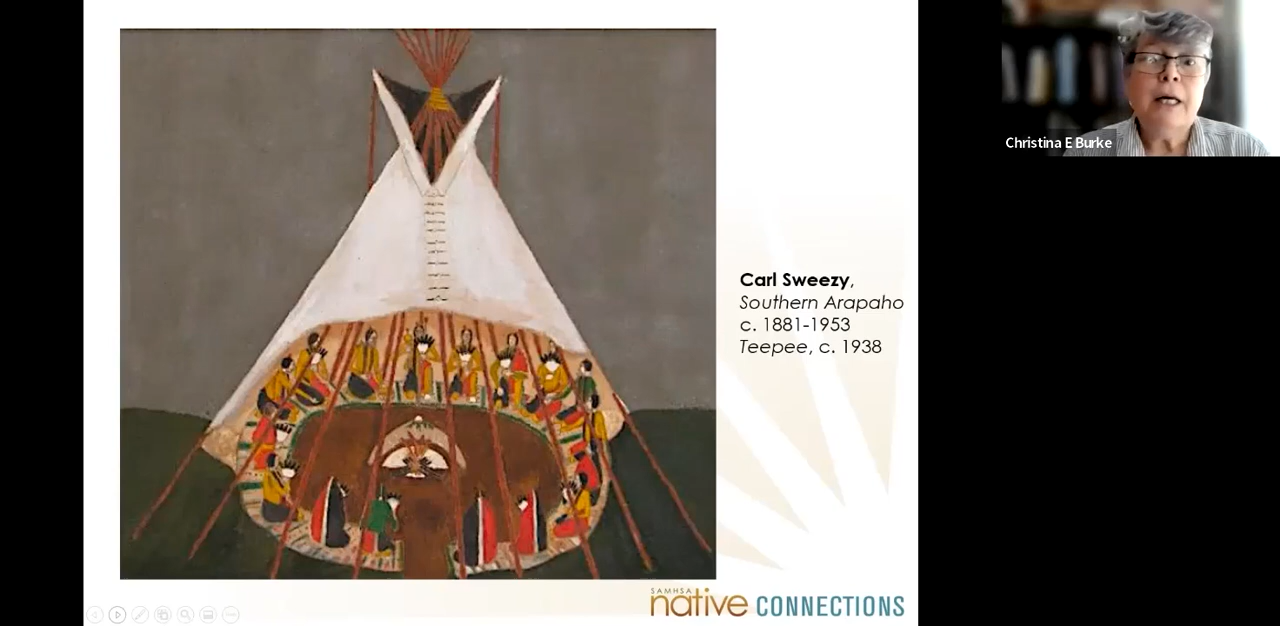 Christina E Burke
Carl Sweezy,
Southern Arapaho
c. 1881-1953
Teepee, c. 1938
SAMHSA
native CONNECTIONS